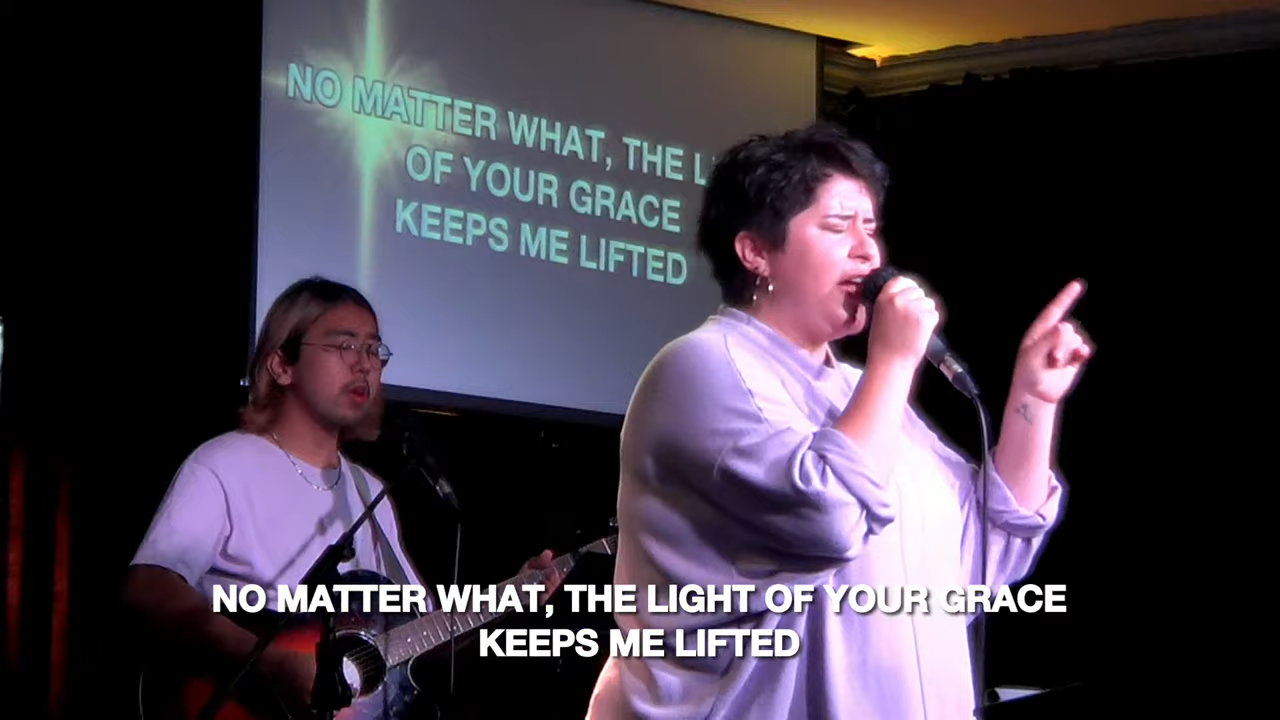 NO MATTER WHAT, THE
OF YOUR GRACE
KEEPS ME LIFTED
NO MATTER WHAT, THE LIGHT OF YOUR GRACE
KEEPS ME LIFTED